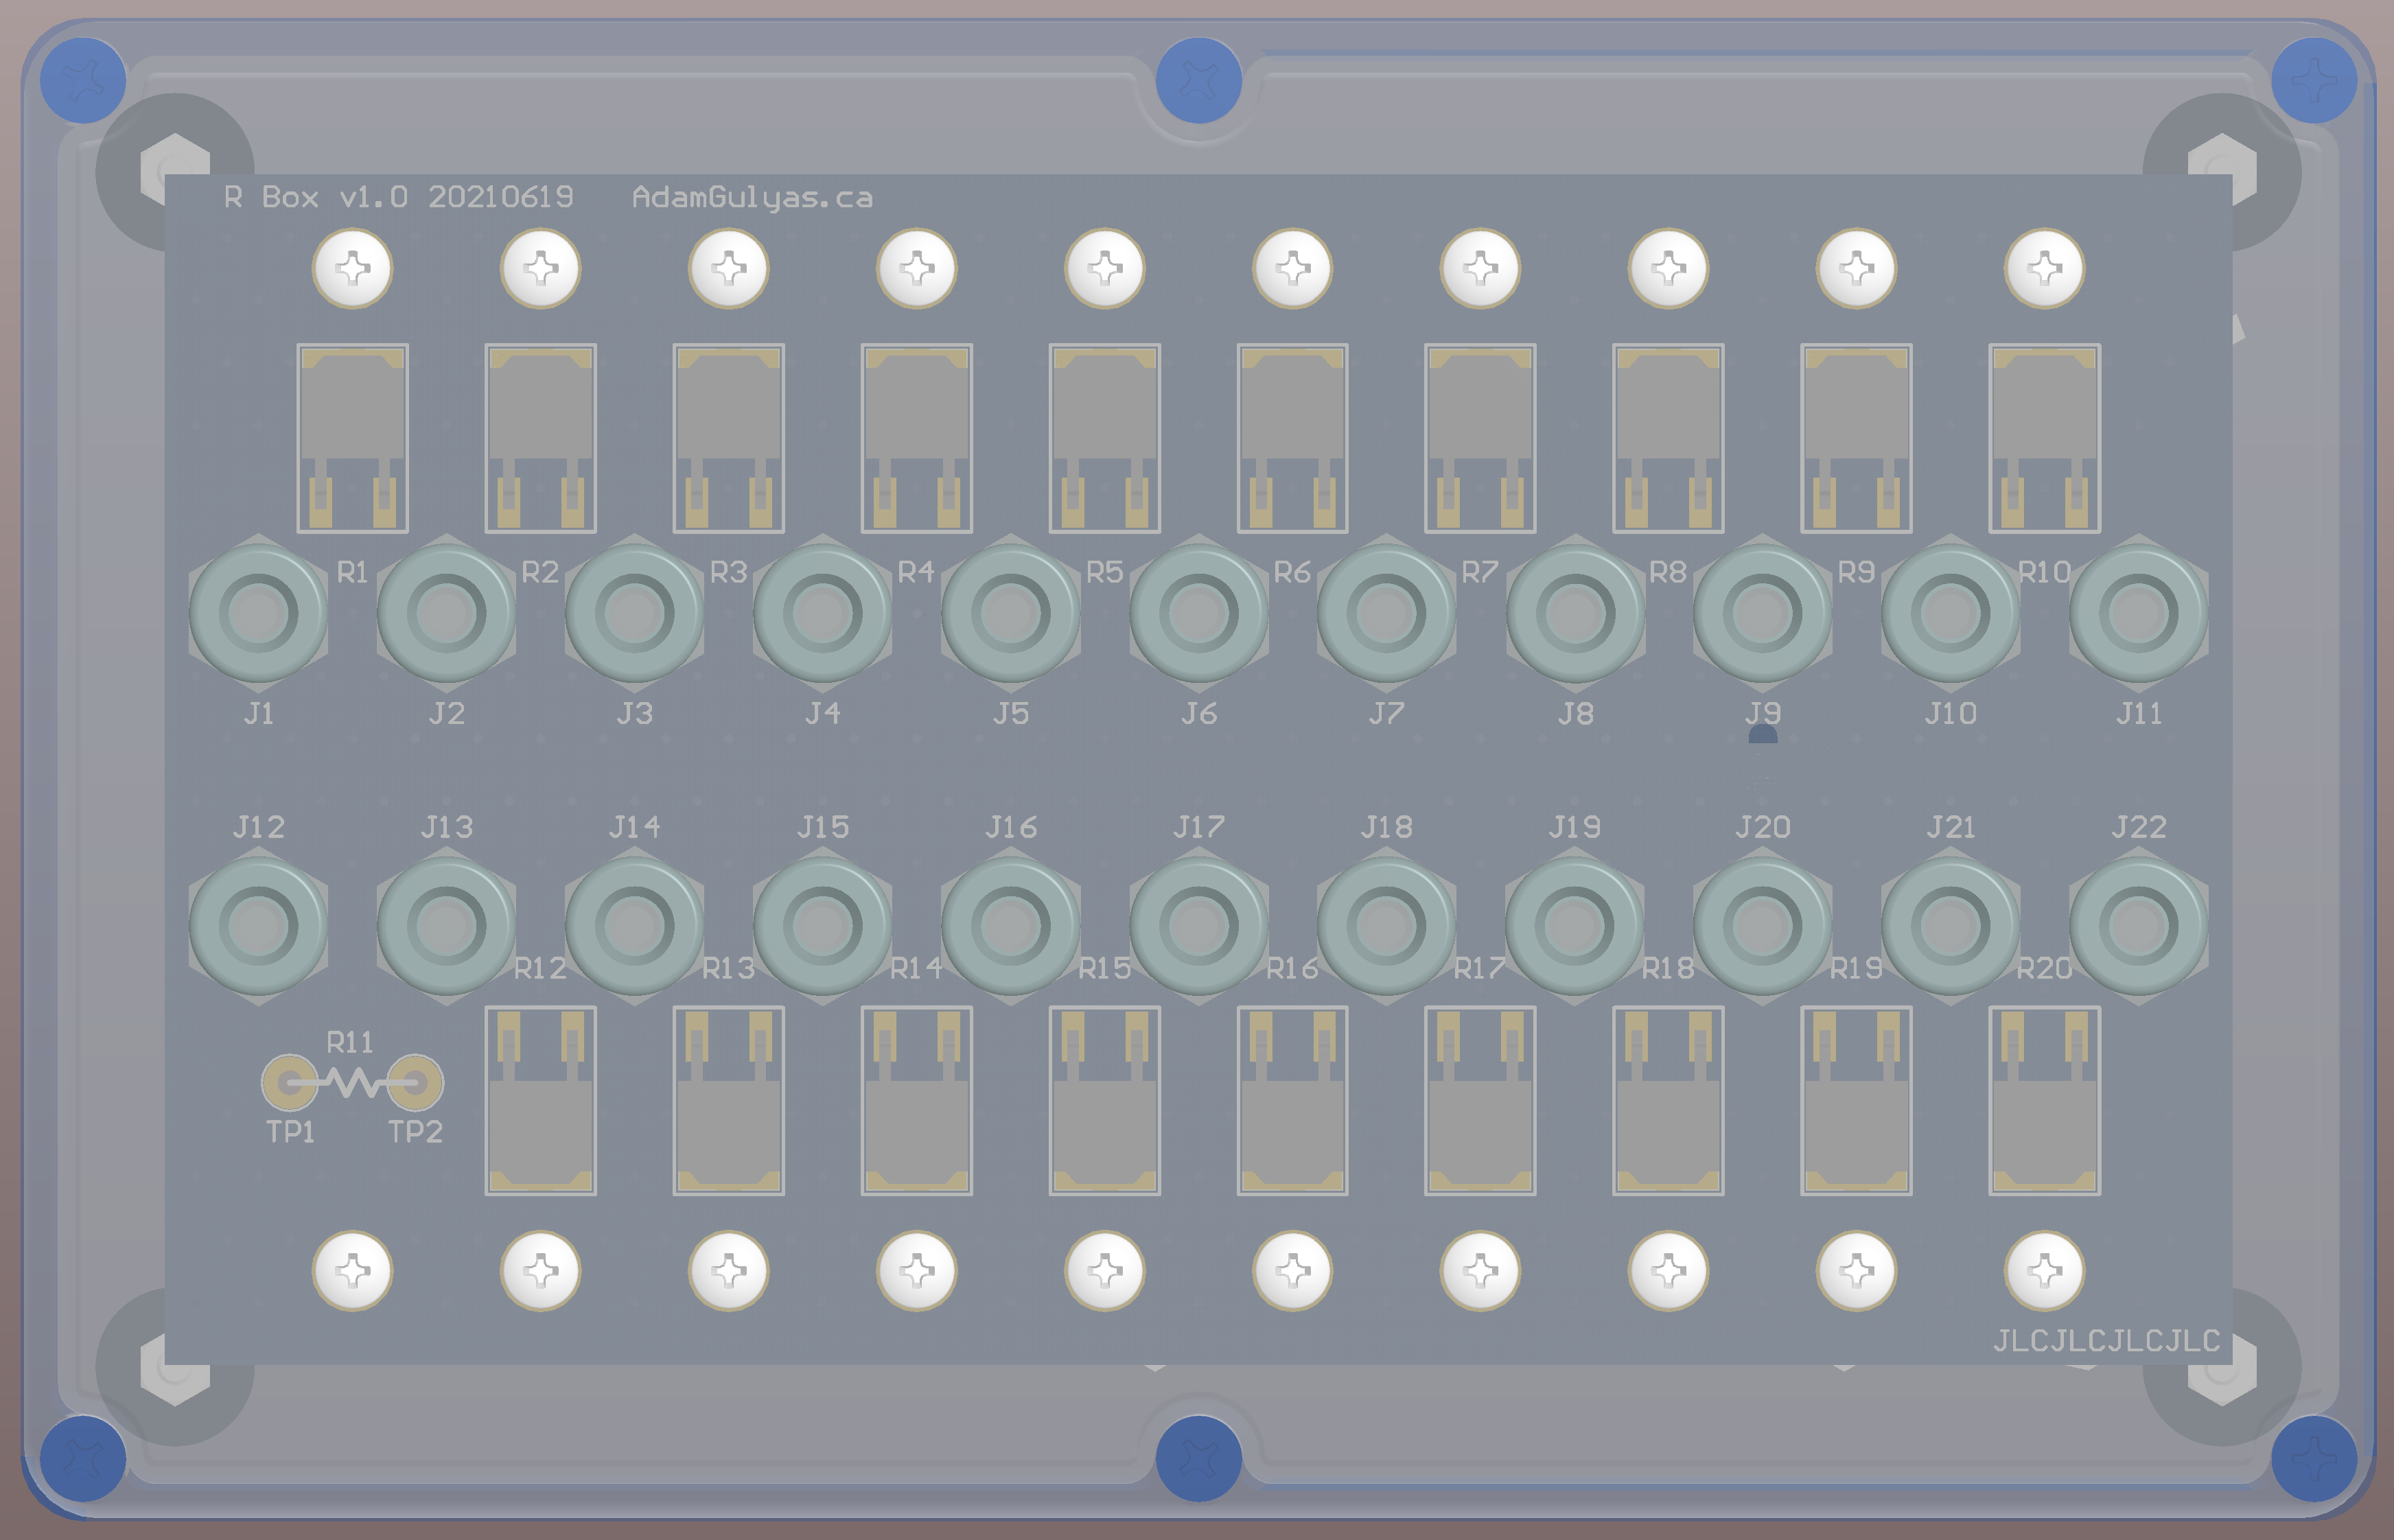 R Box v1.0 20210619 AdamGulyas.ca
R1 R2 R3 R4 R5 R6 R7 R8 R9 R10
J1 J2 J3 J4 J5 J6 J7 J8 J9 J10 J11
J12 J13 J14 J15 J16 J17 J18 J19 J20 J21 J22
R12 R13 R14 R15 R16 R17 R18 R19 R20
R11
TP1 TP2
JLCJLCJLCJLC